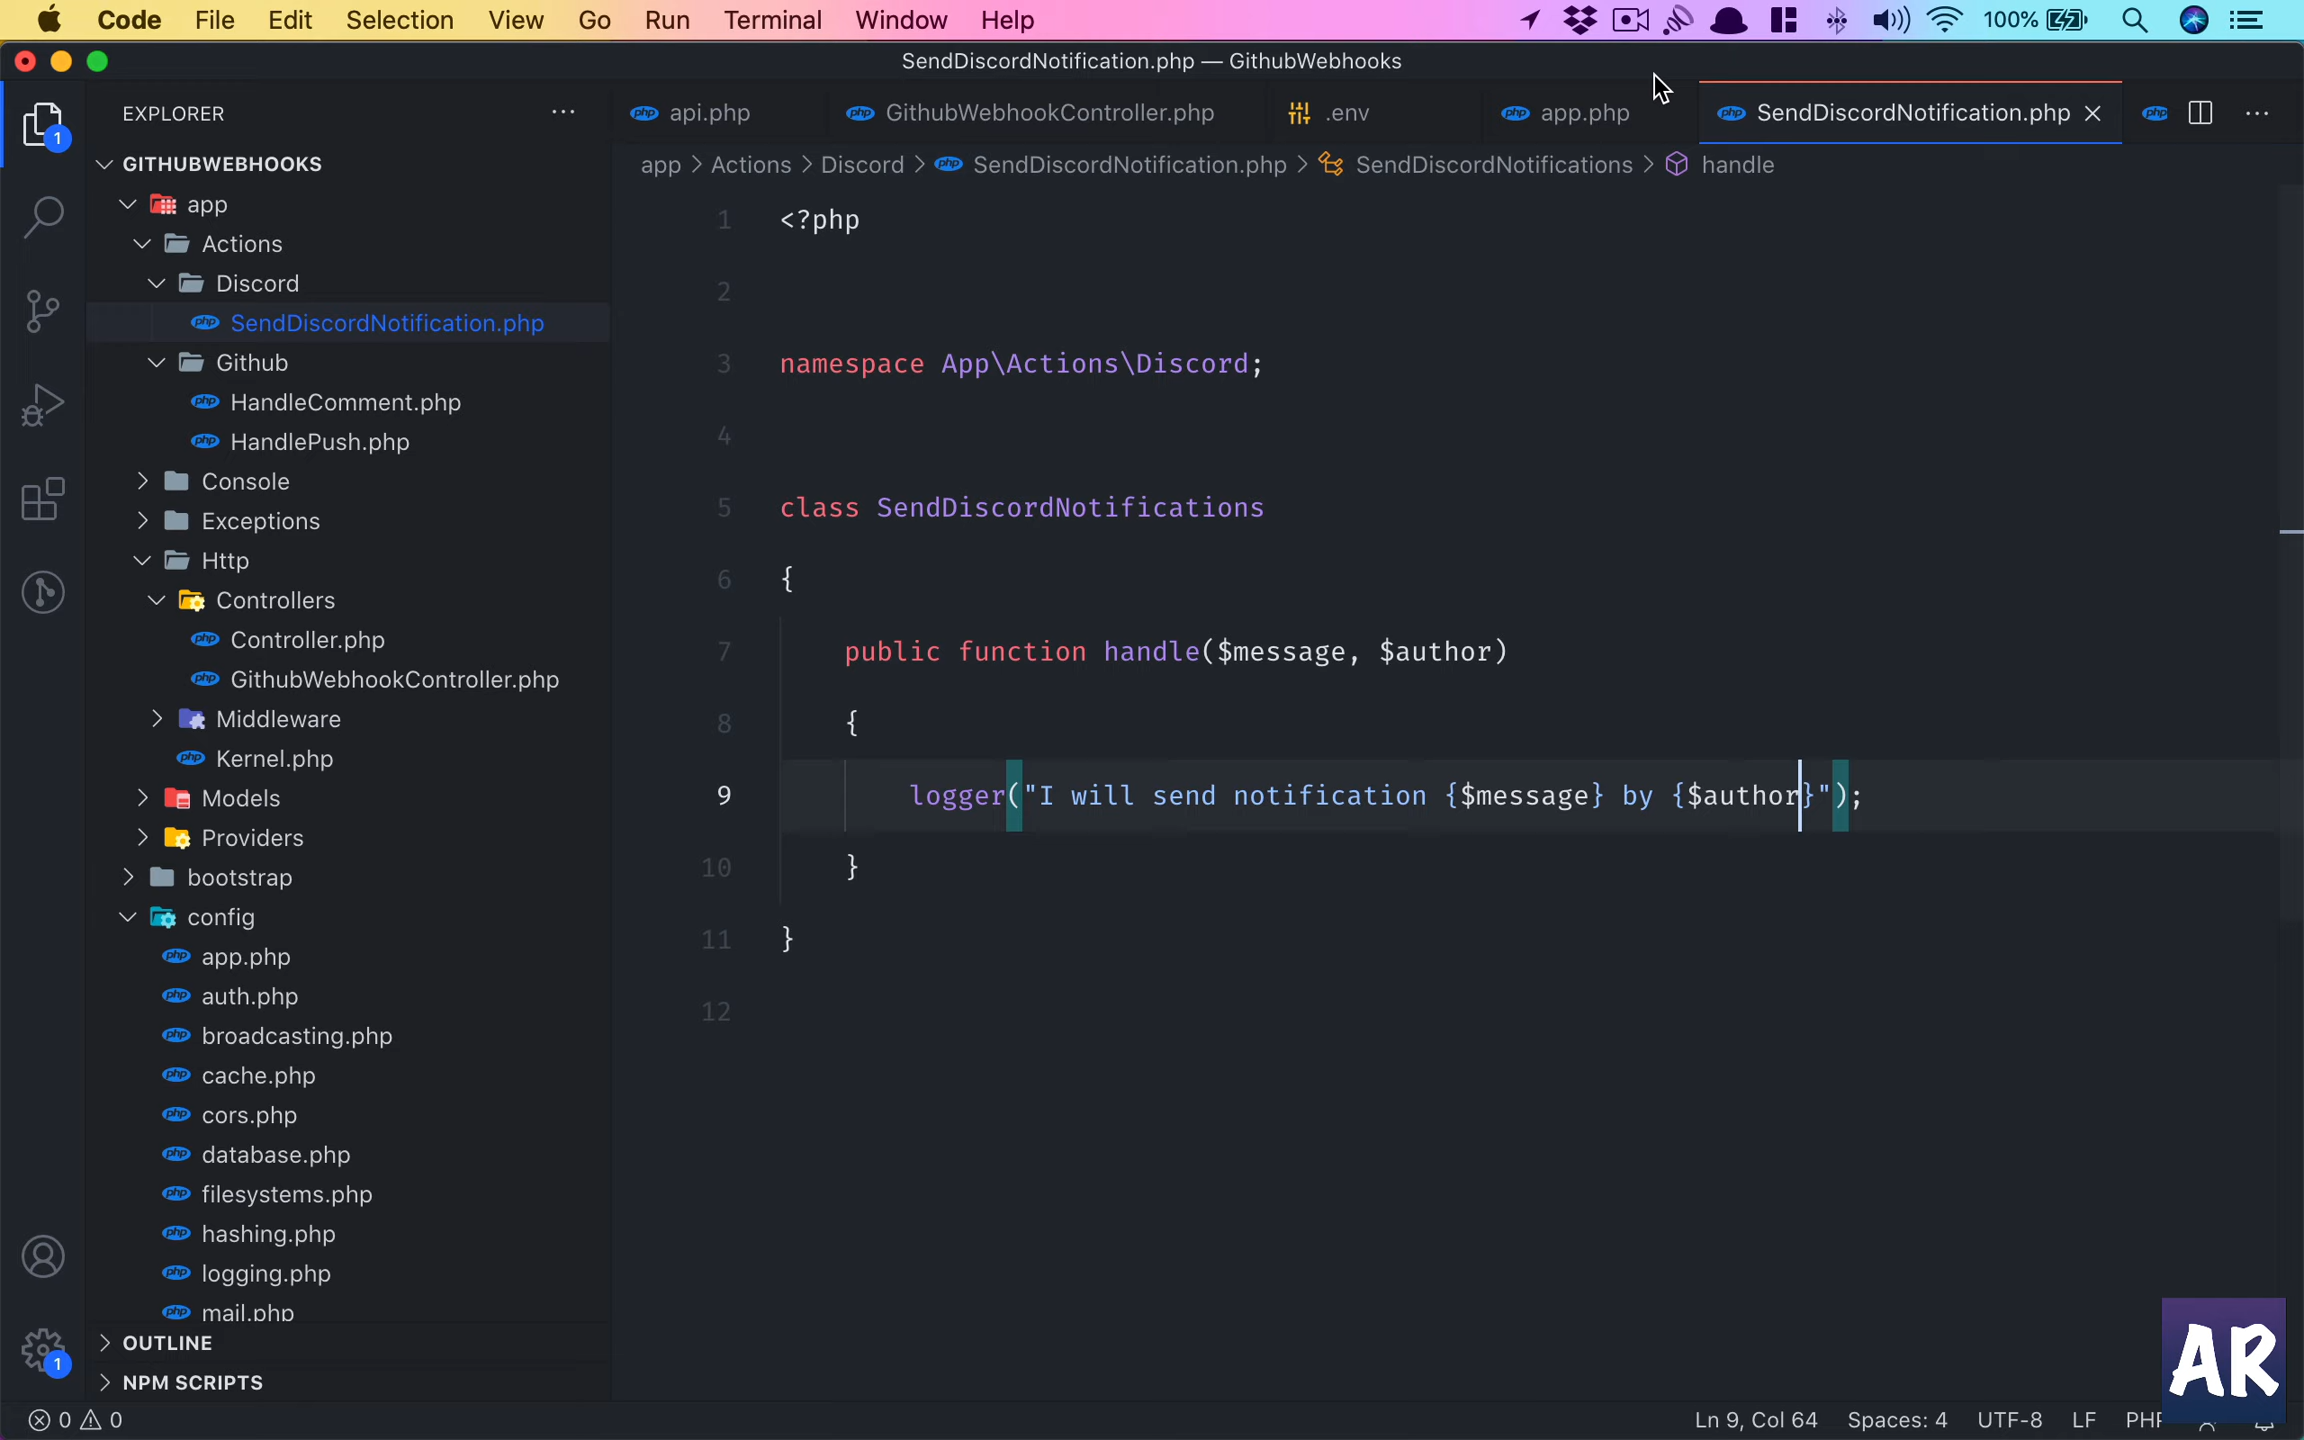 Code File Edit Selection View Go Run Terminal Window Help 100%
SendDiscordNotification.php — GithubWebhooks
EXPLORER
api.php GithubWebhookController.php .env app.php SendDiscordNotification.php
app > Actions > Discord > SendDiscordNotification.php > SendDiscordNotifications > handle
GITHUBWEBHOOKS
app
Actions
Discord
SendDiscordNotification.php
Github
HandleComment.php
HandlePush.php
Console
Exceptions
Http
Controllers
Controller.php
GithubWebhookController.php
Middleware
Kernel.php
Models
Providers
bootstrap
config
app.php
auth.php
broadcasting.php
cache.php
cors.php
database.php
filesystems.php
hashing.php
logging.php
mail.php
OUTLINE
NPM SCRIPTS
1
1
1 <?php
2
3 namespace App\Actions\Discord;
4
5 class SendDiscordNotifications
6 {
7 public function handle($message, $author)
8 {
9 logger("I will send notification {$message} by {$author}");
10 }
11 }
12
AR
0 0 Ln 9, Col 64 Spaces: 4 UTF-8 LF